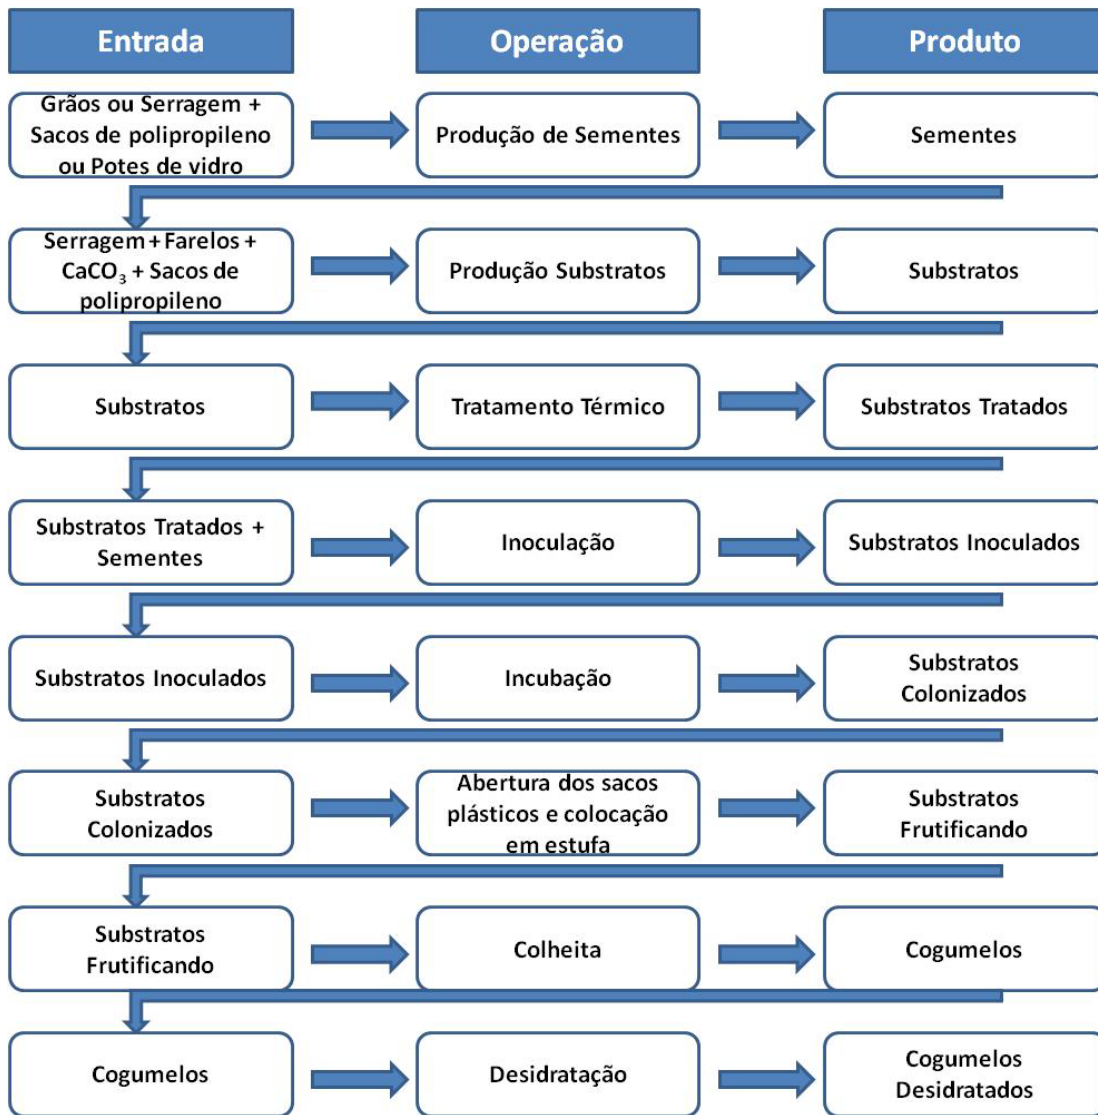 Entrada
Operação
Produto
Grãos ou Serragem +
Sacos de polipropileno
ou Potes de vidro
Produção de Sementes
Sementes
Serragem + Farelos +
CaCO₃ + Sacos de
polipropileno
Produção Substratos
Substratos
Substratos
Tratamento Térmico
Substratos Tratados
Substratos Tratados +
Sementes
Inoculação
Substratos Inoculados
Substratos Inoculados
Incubação
Substratos
Colonizados
Substratos
Colonizados
Abertura dos sacos
plásticos e colocação
em estufa
Substratos
Frutificando
Substratos
Frutificando
Colheita
Cogumelos
Cogumelos
Desidratação
Cogumelos
Desidratados